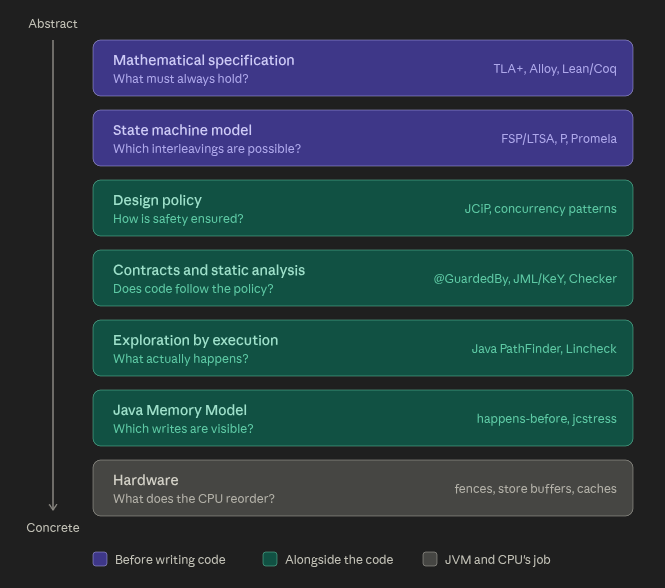 Abstract
Mathematical specification
What must always hold?
TLA+, Alloy, Lean/Coq
State machine model
Which interleavings are possible?
FSP/LTSA, P, Promela
Design policy
How is safety ensured?
JCiP, concurrency patterns
Contracts and static analysis
Does code follow the policy?
@GuardedBy, JML/KeY, Checker
Exploration by execution
What actually happens?
Java PathFinder, Lincheck
Java Memory Model
Which writes are visible?
happens-before, jcstress
Hardware
What does the CPU reorder?
fences, store buffers, caches
Concrete
Before writing code
Alongside the code
JVM and CPU's job